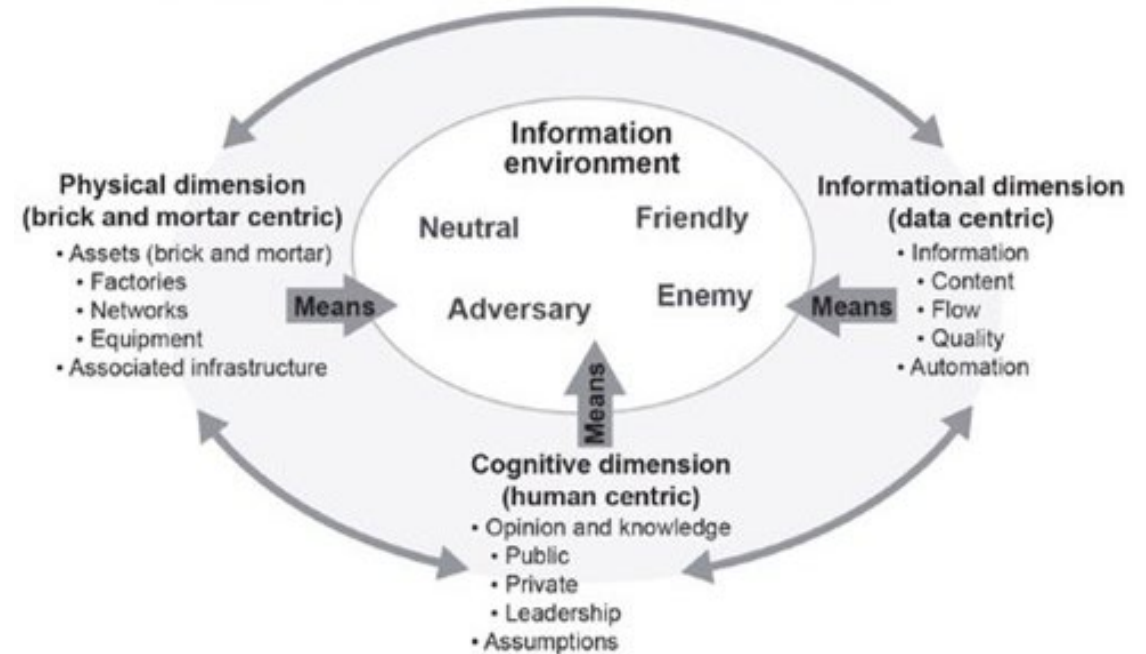 Information
environment
Neutral
Friendly
Adversary
Enemy
Physical dimension
(brick and mortar centric)
• Assets (brick and mortar)
• Factories
• Networks
• Equipment
• Associated infrastructure
Means
Informational dimension
(data centric)
• Information
• Content
• Flow
• Quality
• Automation
Means
Means
Cognitive dimension
(human centric)
• Opinion and knowledge
• Public
• Private
• Leadership
• Assumptions